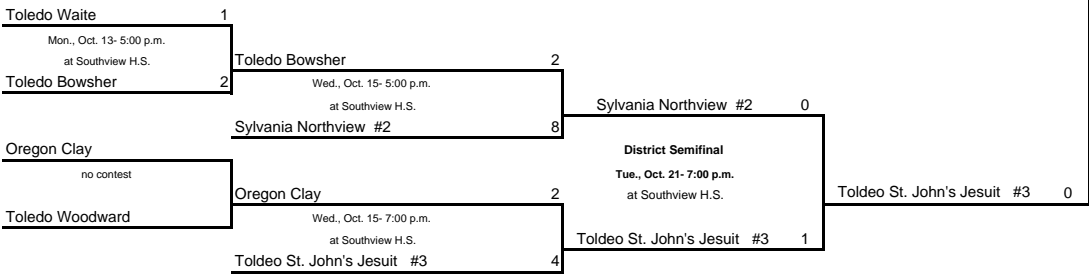 Toledo Waite 1
Mon., Oct. 13- 5:00 p.m.
at Southview H.S.
Toledo Bowsher 2
Toledo Bowsher 2
Wed., Oct. 15- 5:00 p.m.
at Southview H.S.
Sylvania Northview #2 8
Sylvania Northview #2 0
Oregon Clay
no contest
Toledo Woodward
District Semifinal
Tue., Oct. 21- 7:00 p.m.
at Southview H.S.
Oregon Clay 2
Wed., Oct. 15- 7:00 p.m.
at Southview H.S.
Toldeo St. John's Jesuit #3 4
Toldeo St. John's Jesuit #3 1
Toldeo St. John's Jesuit #3 0